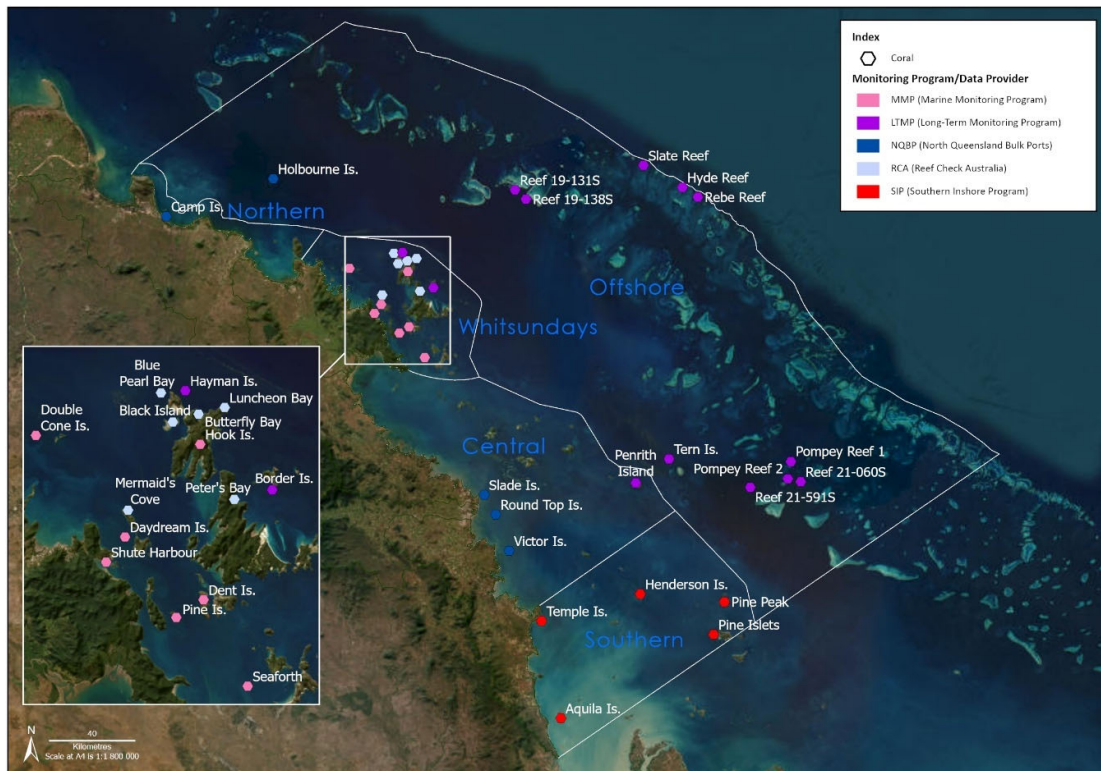 Index
Coral
Monitoring Program/Data Provider
MMP (Marine Monitoring Program)
LTMP (Long-Term Monitoring Program)
NQBP (North Queensland Bulk Ports)
RCA (Reef Check Australia)
SIP (Southern Inshore Program)
Slate Reef
Hyde Reef
Rebe Reef
Holbourne Is.
Reef 19-131S
Reef 19-138S
Camp Is.
Northern
Offshore
Whitsundays
Central
Penrith
Island
Tern Is.
Pompey Reef 1
Pompey Reef 2
Reef 21-060S
Reef 21-591S
Slade Is.
Round Top Is.
Victor Is.
Henderson Is.
Pine Peak
Temple Is.
Pine Islets
Southern
Aquila Is.
Blue
Pearl Bay
Hayman Is.
Luncheon Bay
Double
Cone Is.
Black Island
Butterfly Bay
Hook Is.
Mermaid's
Cove
Peter's Bay
Border Is.
Daydream Is.
Shute Harbour
Dent Is.
Pine Is.
Seaforth
N
40
Kilometres
Scale at A4 is 1:1 800 000